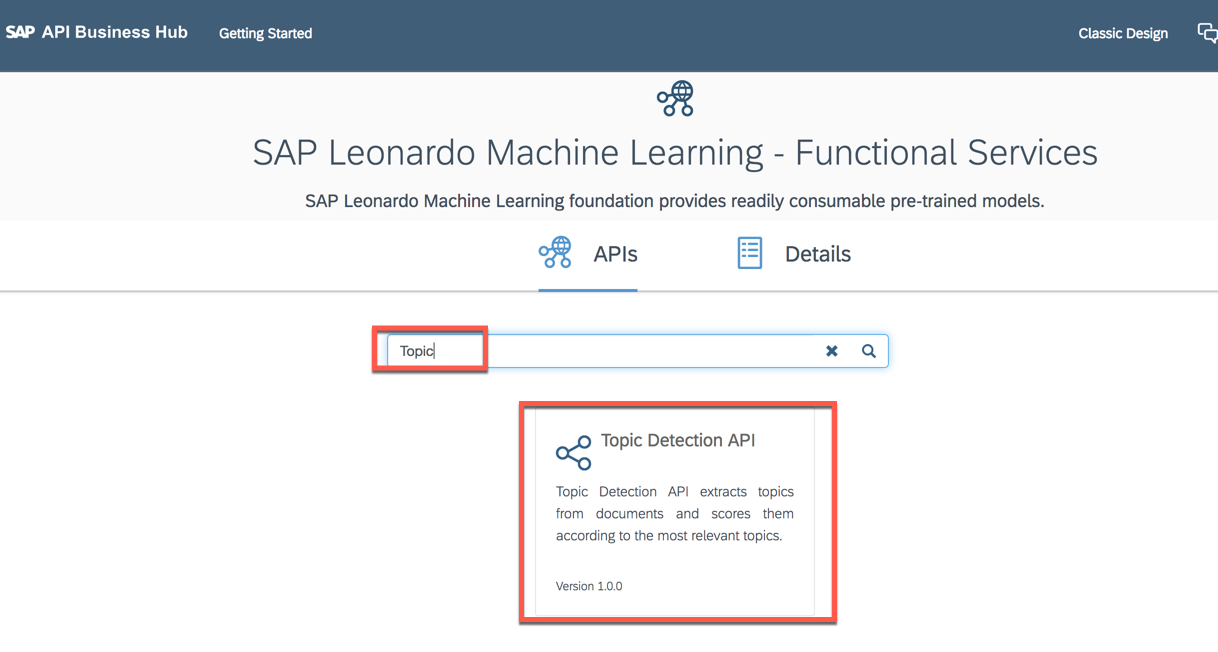 SAP API Business Hub Getting Started Classic Design
SAP Leonardo Machine Learning - Functional Services
SAP Leonardo Machine Learning foundation provides readily consumable pre-trained models.
APIs Details
Topic
Topic Detection API
Topic Detection API extracts topics
from documents and scores them
according to the most relevant topics.
Version 1.0.0